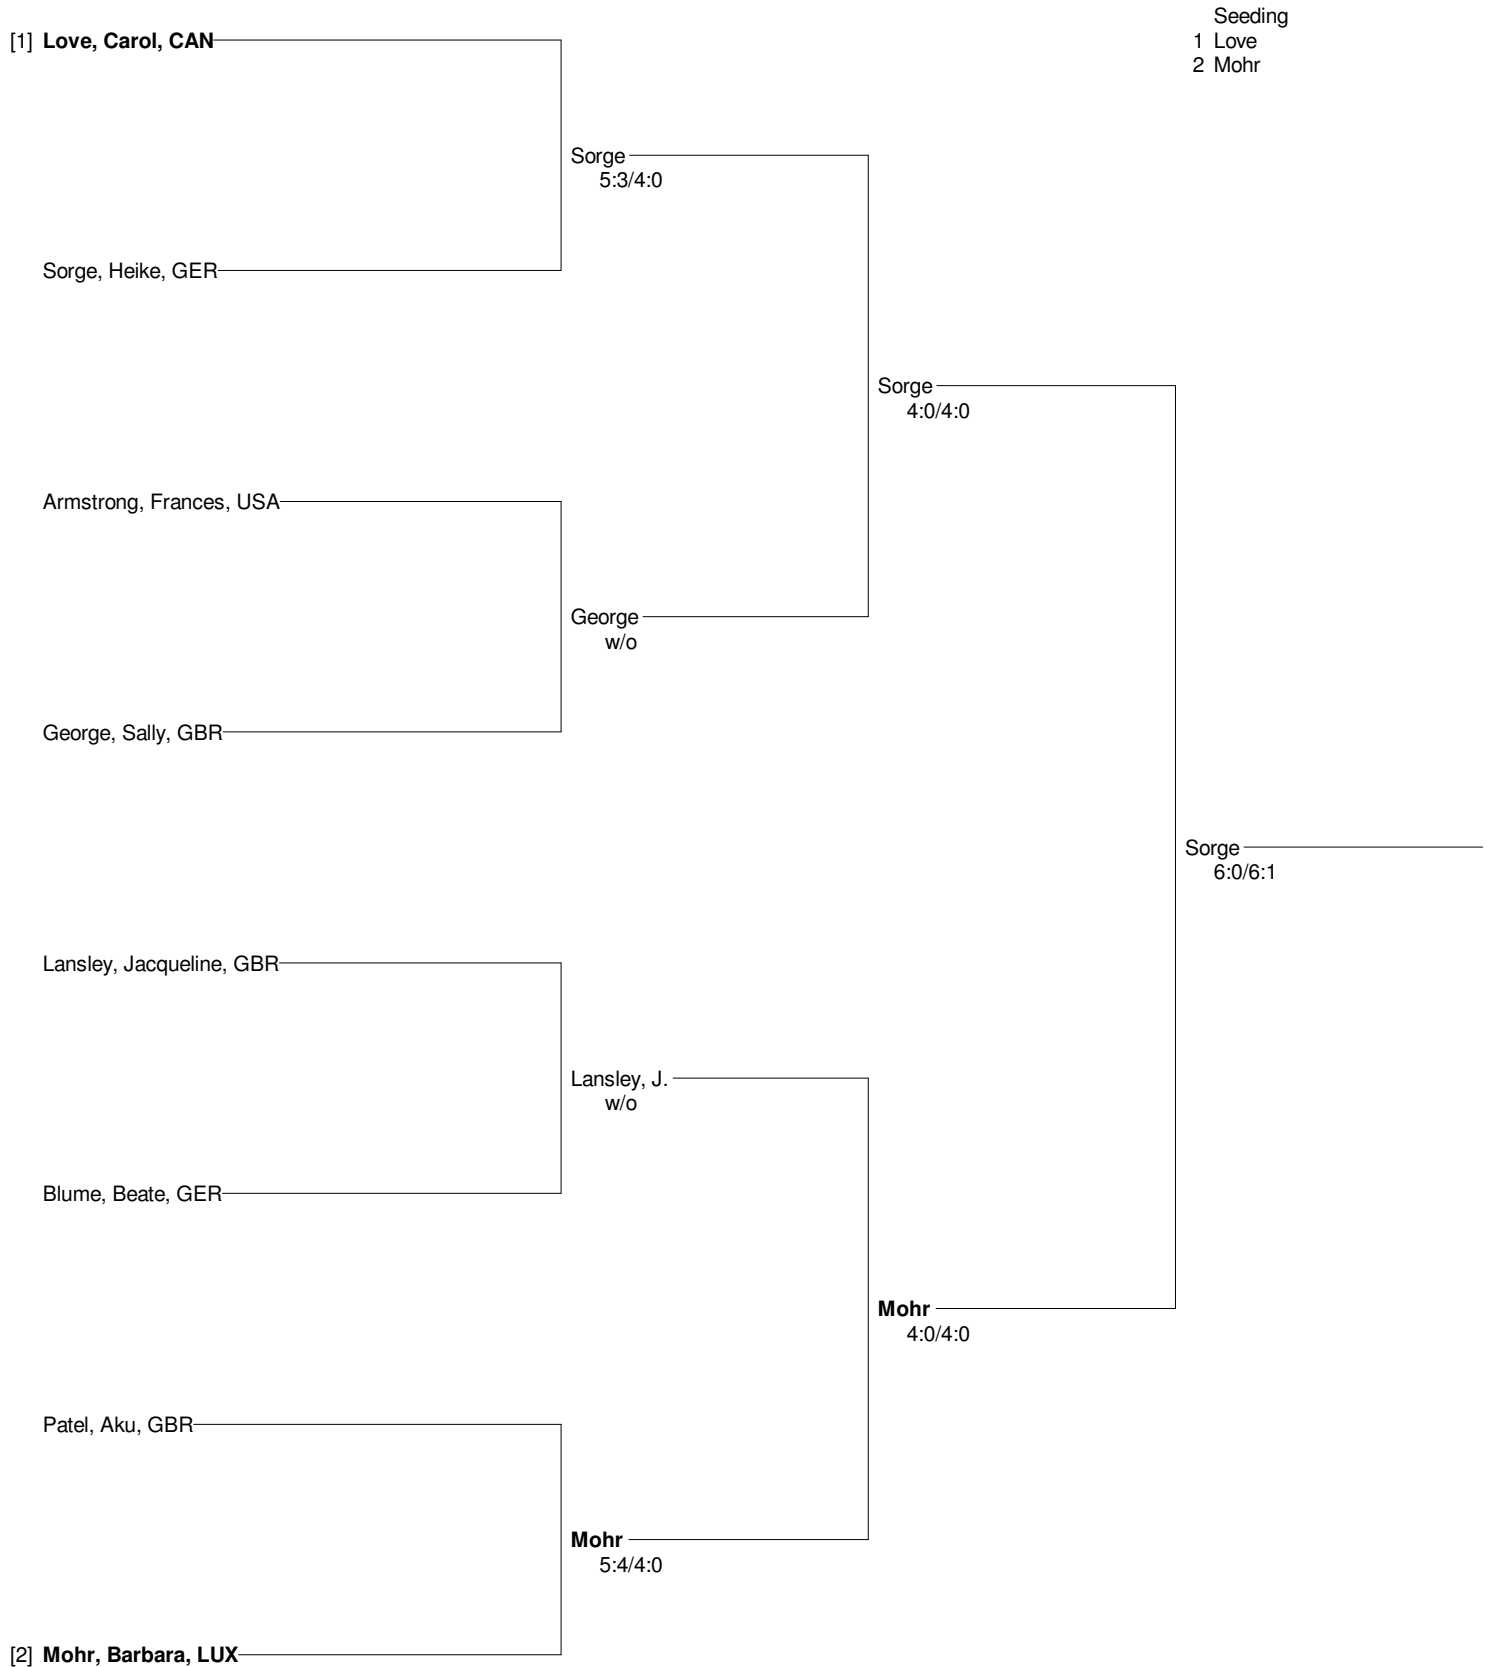 Seeding
[1] Love, Carol, CAN
1 Love
2 Mohr
Sorge
5:3/4:0
Sorge, Heike, GER
Sorge
4:0/4:0
Armstrong, Frances, USA
George
w/o
George, Sally, GBR
Sorge
6:0/6:1
Lansley, Jacqueline, GBR
Lansley, J.
w/o
Blume, Beate, GER
Mohr
4:0/4:0
Patel, Aku, GBR
Mohr
5:4/4:0
[2] Mohr, Barbara, LUX